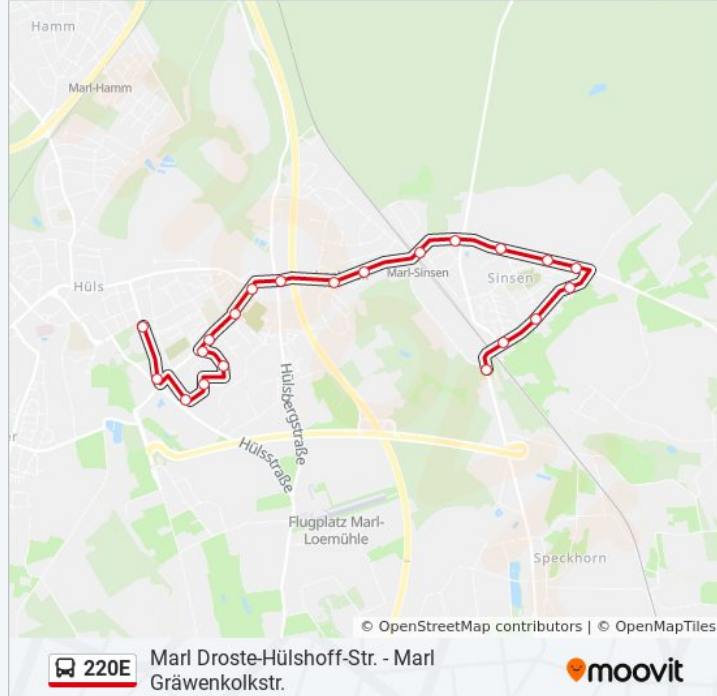 Hamm
Marl-Hamm
Hüls
Marl-Sinsen
Sinsen
Hülsbergstraße
Hülsstraße
Flugplatz Marl-
Loemühle
Speckhorn
© OpenStreetMap contributors | © OpenMapTiles
220E
Marl Droste-Hülshoff-Str. - Marl
Gräwenkolkstr.
moovit